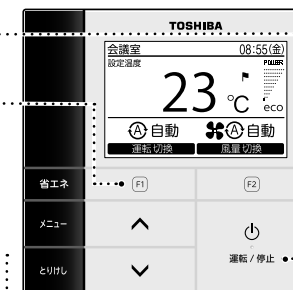 TOSHIBA
会議室 08:55(金)
設定温度 POWER
23℃ eco
Ⓐ自動 Ⓐ自動
運転切換 風量切換
省エネ F1 F2
メニュー
運転/停止
とりけし